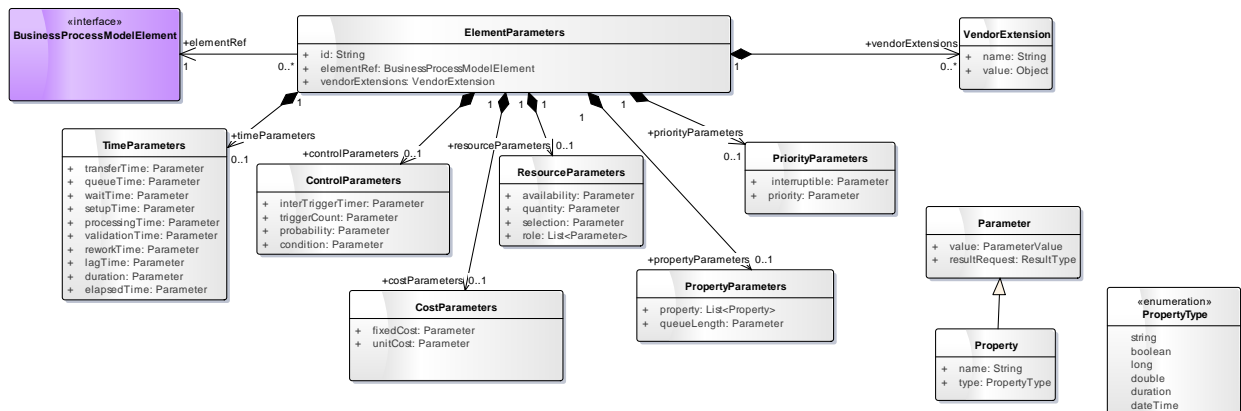 «interface»
BusinessProcessModelElement
+elementRef
1
0..*
ElementParameters
+ id: String
+ elementRef: BusinessProcessModelElement
+ vendorExtensions: VendorExtension
1
+vendorExtensions
0..*
VendorExtension
+ name: String
+ value: Object
1
+timeParameters
0..1
TimeParameters
+ transferTime: Parameter
+ queueTime: Parameter
+ waitTime: Parameter
+ setupTime: Parameter
+ processingTime: Parameter
+ validationTime: Parameter
+ reworkTime: Parameter
+ lagTime: Parameter
+ duration: Parameter
+ elapsedTime: Parameter
1
+controlParameters 0..1
ControlParameters
+ interTriggerTimer: Parameter
+ triggerCount: Parameter
+ probability: Parameter
+ condition: Parameter
1
+costParameters 0..1
CostParameters
+ fixedCost: Parameter
+ unitCost: Parameter
1
+resourceParameters 0..1
ResourceParameters
+ availability: Parameter
+ quantity: Parameter
+ selection: Parameter
+ role: List<Parameter>
1
+propertyParameters 0..1
PropertyParameters
+ property: List<Property>
+ queueLength: Parameter
1
+priorityParameters
0..1
PriorityParameters
+ interruptible: Parameter
+ priority: Parameter
Parameter
+ value: ParameterValue
+ resultRequest: ResultType
Property
+ name: String
+ type: PropertyType
«enumeration»
PropertyType
string
boolean
long
double
duration
dateTime